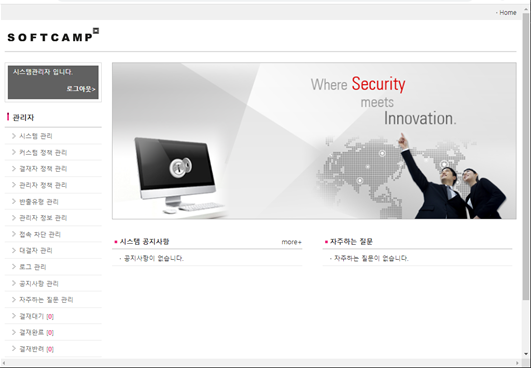 - Home
SOFTCAMP
시스템관리자 입니다.
로그아웃>
관리자
> 시스템 관리
> 커스텀 정책 관리
> 결재자 정책 관리
> 관리자 정책 관리
> 반출유형 관리
> 관리자 정보 관리
> 접속 차단 관리
> 대결자 관리
> 로그 관리
> 공지사항 관리
> 자주하는 질문 관리
> 결재대기 [0]
> 결재완료 [0]
> 결재반려 [0]
Where Security
meets
Innovation.
시스템 공지사항 more+
- 공지사항이 없습니다.
자주하는 질문
- 자주하는 질문이 없습니다.